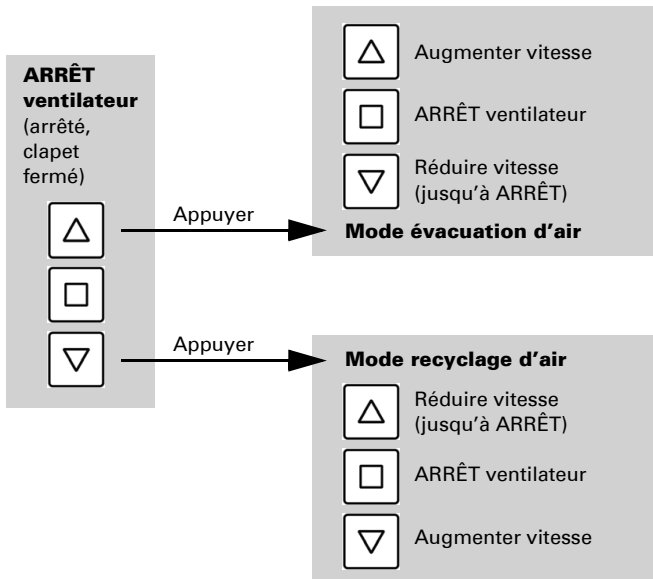 ARRÊT
ventilateur
(arrêté,
clapet
fermé)
Appuyer
Augmenter vitesse
ARRÊT ventilateur
Réduire vitesse
(jusqu'à ARRÊT)
Mode évacuation d'air
Appuyer
Mode recyclage d'air
Réduire vitesse
(jusqu'à ARRÊT)
ARRÊT ventilateur
Augmenter vitesse